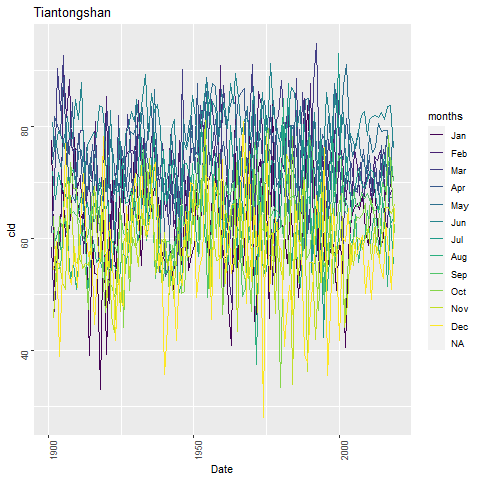 Tiantongshan
cld
80
60
40
1900
1950
2000
Date
months
Jan
Feb
Mar
Apr
May
Jun
Jul
Aug
Sep
Oct
Nov
Dec
NA